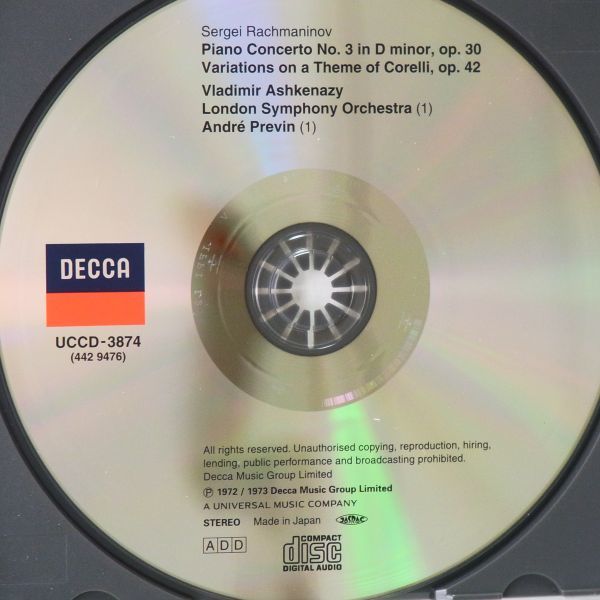 Sergei Rachmaninov
Piano Concerto No. 3 in D minor, op. 30
Variations on a Theme of Corelli, op. 42
Vladimir Ashkenazy
London Symphony Orchestra (1)
André Previn (1)
DECCA
UCCD-3874
(442 9476)
All rights reserved. Unauthorised copying, reproduction, hiring,
lending, public performance and broadcasting prohibited.
Decca Music Group Limited
℗ 1972 / 1973 Decca Music Group Limited
A UNIVERSAL MUSIC COMPANY
STEREO Made in Japan JASRAC
ADD
COMPACT
disc
DIGITAL AUDIO